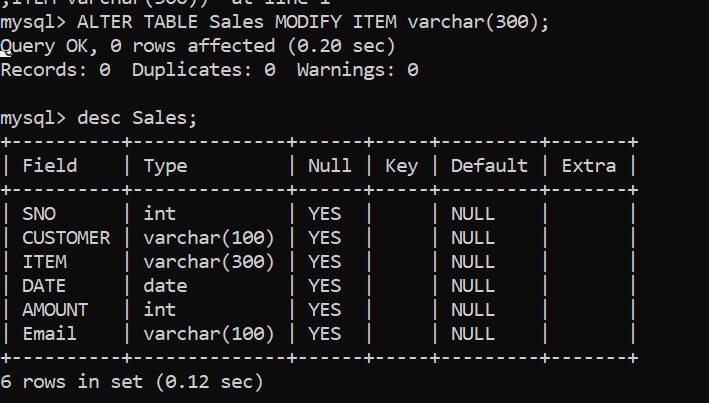 ;ITEM varchar(300)) at line 1
mysql> ALTER TABLE Sales MODIFY ITEM varchar(300);
Query OK, 0 rows affected (0.20 sec)
Records: 0  Duplicates: 0  Warnings: 0
mysql> desc Sales;
+----------+--------------+------+-----+---------+-------+
| Field    | Type         | Null | Key | Default | Extra |
+----------+--------------+------+-----+---------+-------+
| SNO      | int          | YES  |     | NULL    |       |
| CUSTOMER | varchar(100) | YES  |     | NULL    |       |
| ITEM     | varchar(300) | YES  |     | NULL    |       |
| DATE     | date         | YES  |     | NULL    |       |
| AMOUNT   | int          | YES  |     | NULL    |       |
| Email    | varchar(100) | YES  |     | NULL    |       |
+----------+--------------+------+-----+---------+-------+
6 rows in set (0.12 sec)